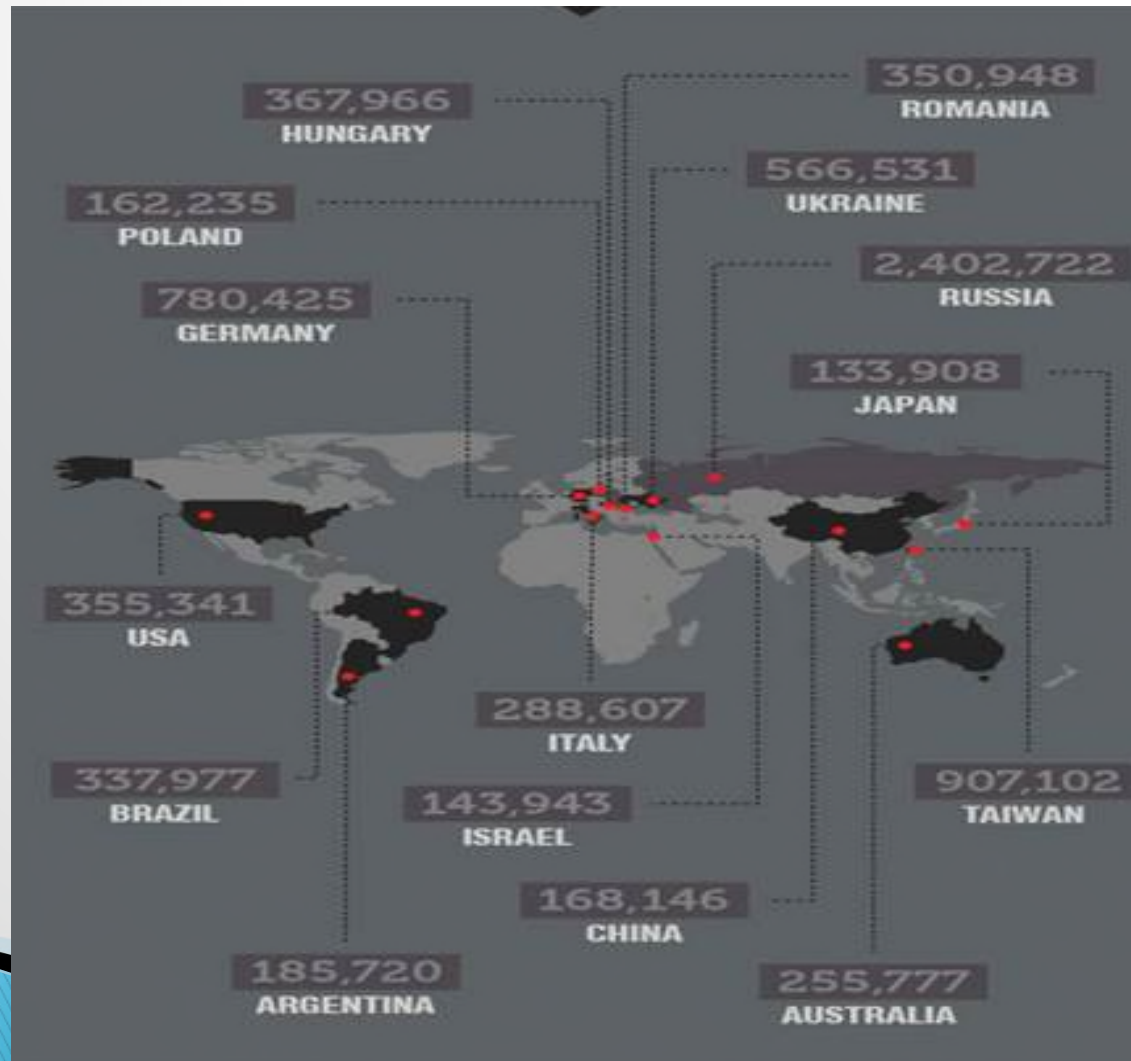 350,948
ROMANIA
367,966
HUNGARY
566,531
UKRAINE
162,235
POLAND
2,402,722
RUSSIA
780,425
GERMANY
133,908
JAPAN
355,341
USA
288,607
ITALY
337,977
BRAZIL
143,943
ISRAEL
907,102
TAIWAN
168,146
CHINA
185,720
ARGENTINA
255,777
AUSTRALIA